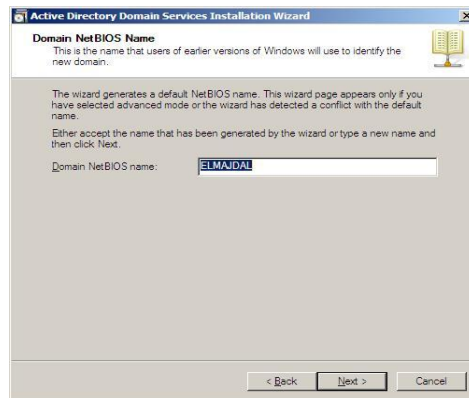 Active Directory Domain Services Installation Wizard
Domain NetBIOS Name
This is the name that users of earlier versions of Windows will use to identify the
new domain.
The wizard generates a default NetBIOS name. This wizard page appears only if you
have selected advanced mode or the wizard has detected a conflict with the default
name.
Either accept the name that has been generated by the wizard or type a new name and
then click Next.
Domain NetBIOS name: ELMAJDAL
< Back Next > Cancel